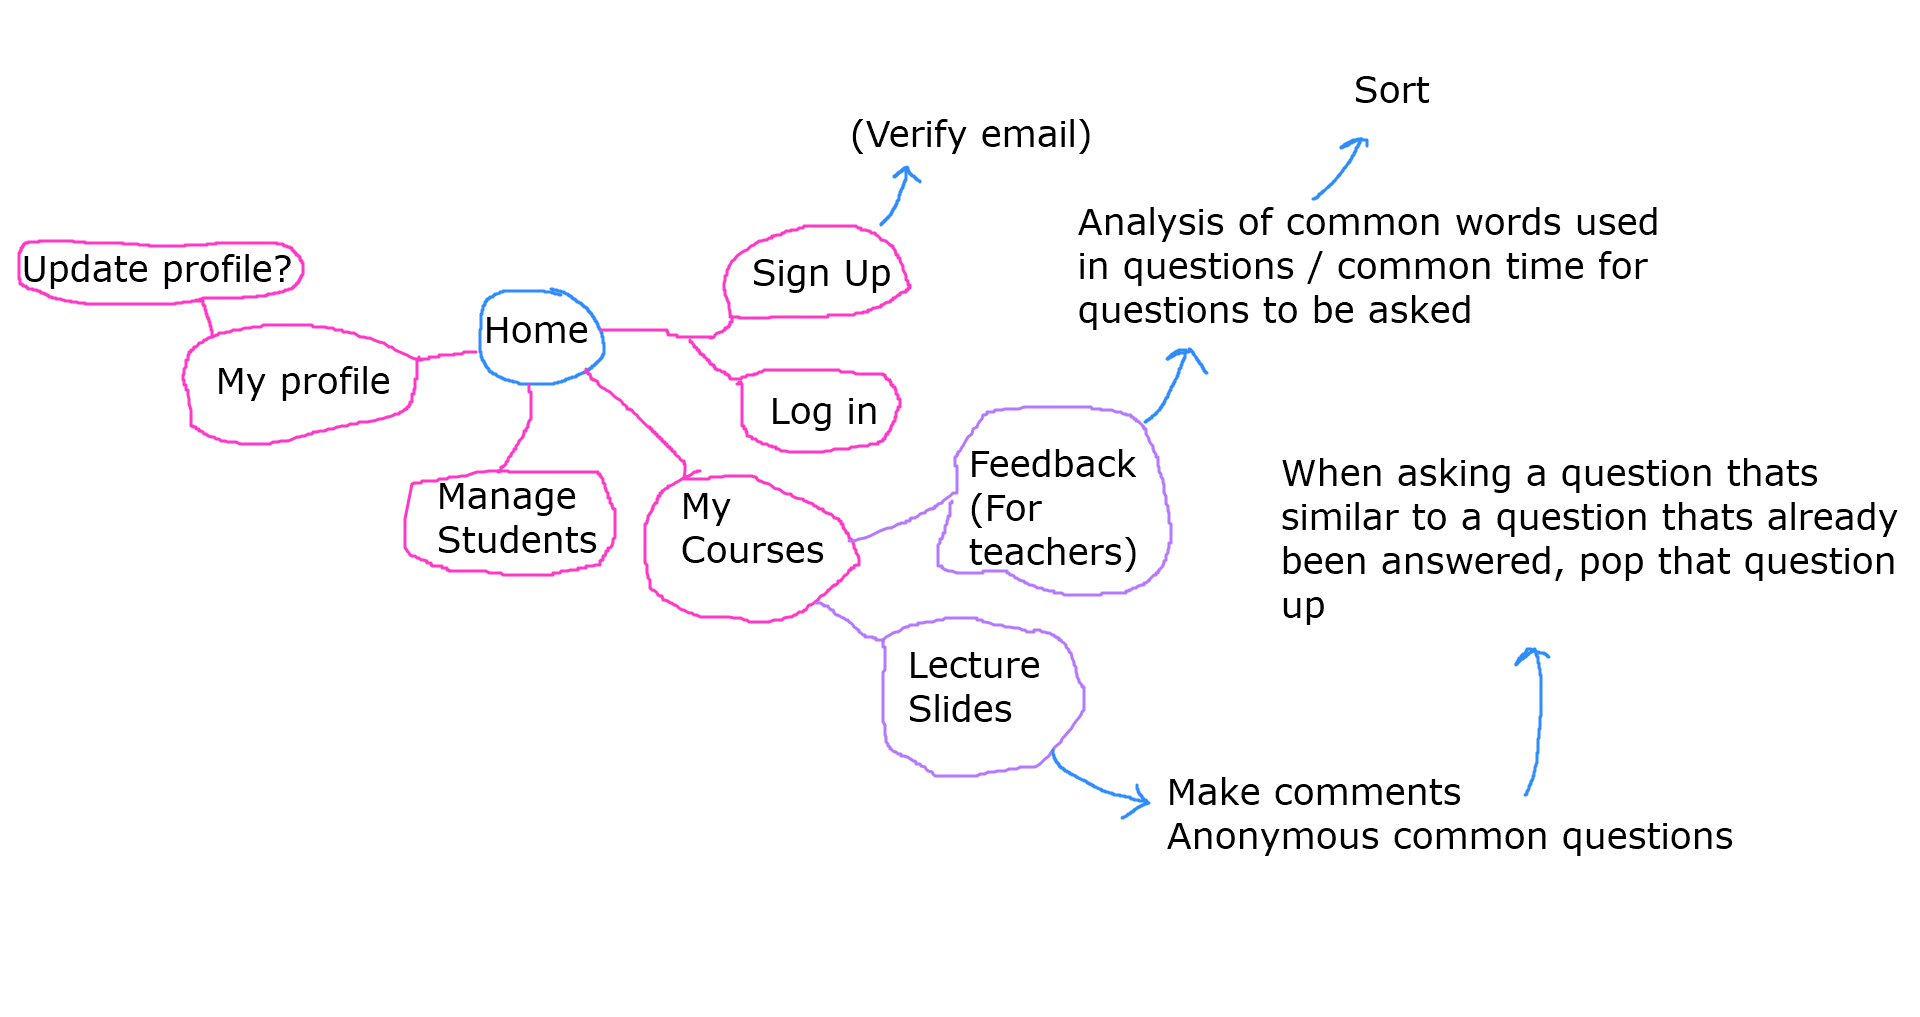 Sort
(Verify email)
Analysis of common words used
in questions / common time for
questions to be asked
Update profile?
Sign Up
Home
My profile
Log in
Feedback
(For
teachers)
When asking a question thats
similar to a question thats already
been answered, pop that question
up
Manage
Students
My
Courses
Lecture
Slides
Make comments
Anonymous common questions